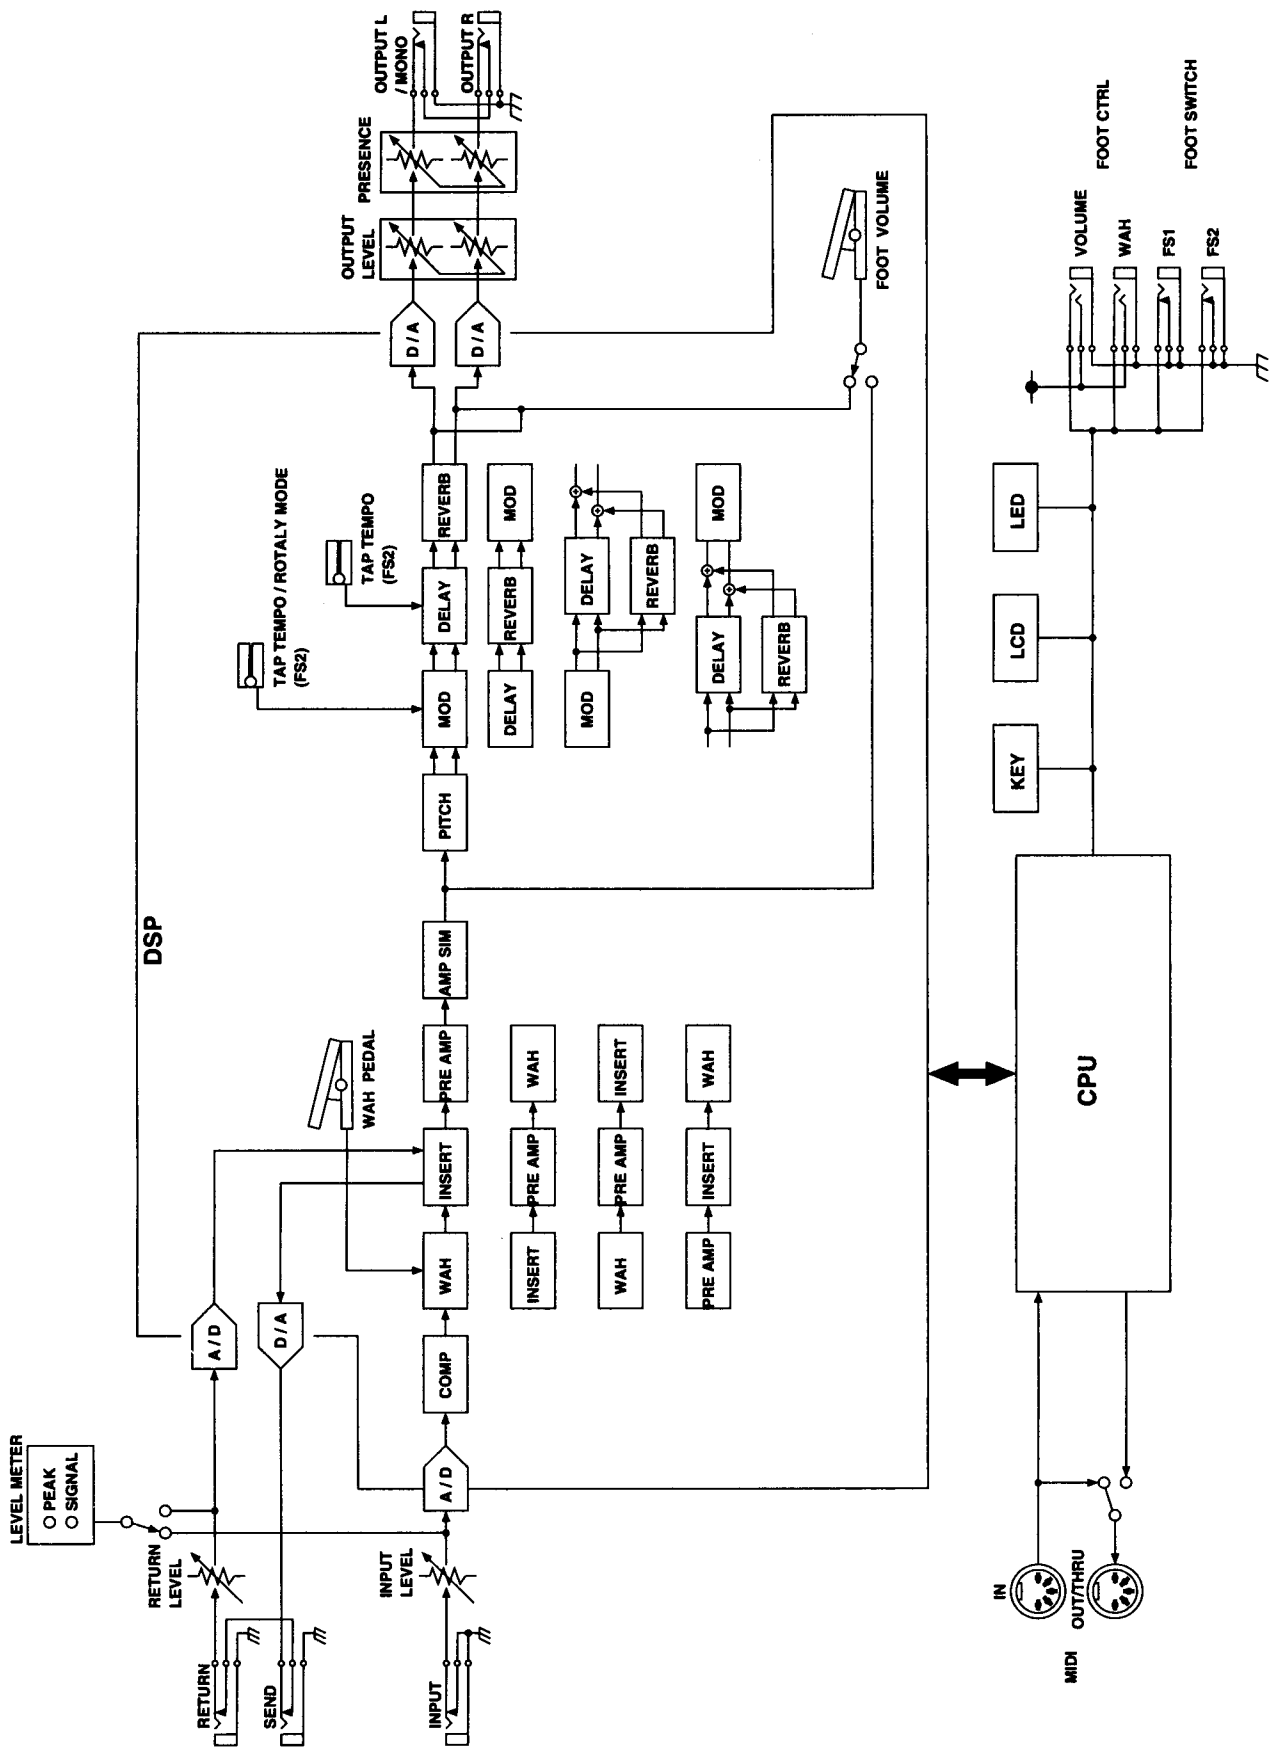 LEVEL METER
PEAK
SIGNAL
RETURN
LEVEL
INPUT
LEVEL
RETURN
SEND
INPUT
DSP
A/D
D/A
A/D
COMP
WAH
INSERT
PRE AMP
AMP SIM
PITCH
MOD
DELAY
REVERB
D/A
D/A
WAH PEDAL
TAP TEMPO / ROTALY MODE
(FS2)
TAP TEMPO
(FS2)
OUTPUT
LEVEL
PRESENCE
OUTPUT L
/ MONO
OUTPUT R
INSERT
PRE AMP
WAH
WAH
PRE AMP
INSERT
PRE AMP
INSERT
WAH
DELAY
REVERB
MOD
MOD
DELAY
REVERB
DELAY
REVERB
MOD
FOOT VOLUME
MIDI
IN
OUT/THRU
CPU
KEY
LCD
LED
VOLUME
WAH
FOOT CTRL
FS1
FS2
FOOT SWITCH